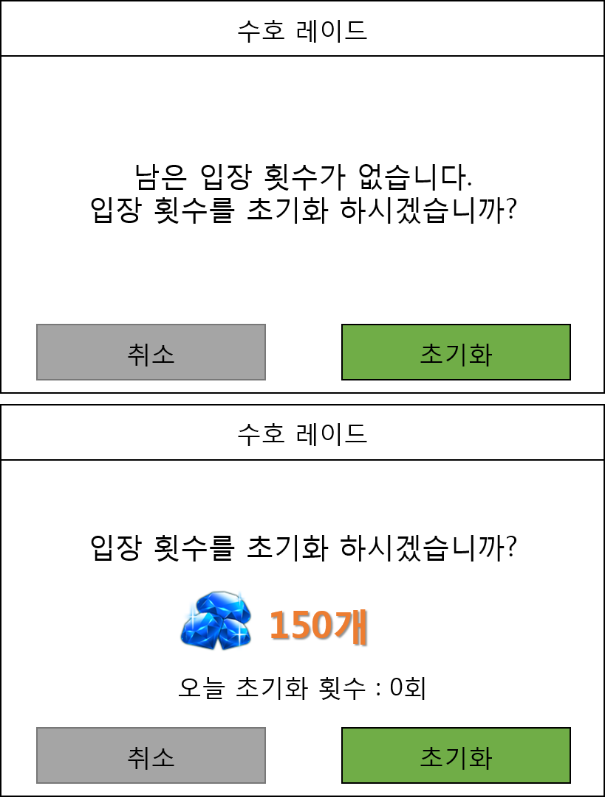 수호 레이드
남은 입장 횟수가 없습니다.
입장 횟수를 초기화 하시겠습니까?
취소
초기화
수호 레이드
입장 횟수를 초기화 하시겠습니까?
150개
오늘 초기화 횟수 : 0회
취소
초기화